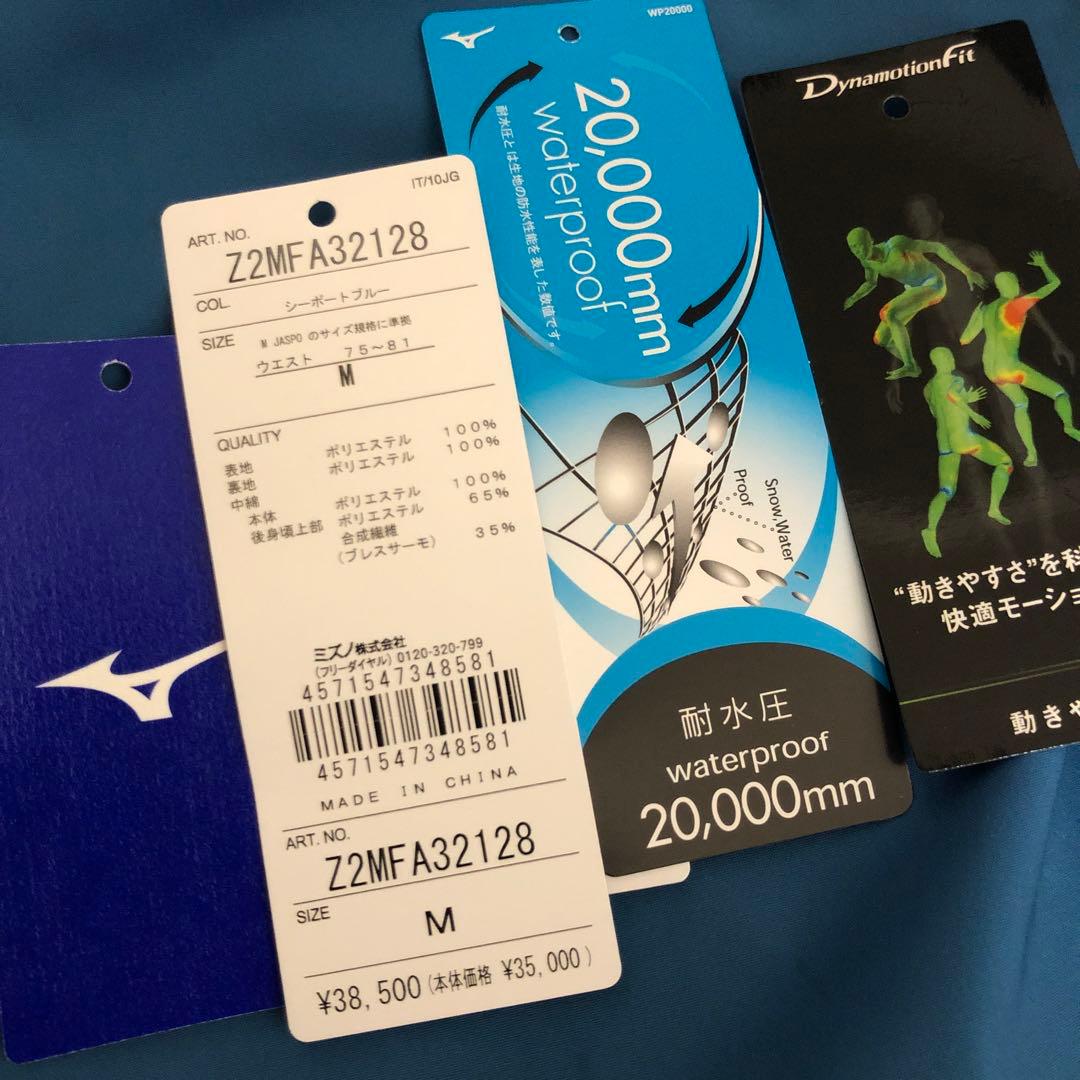 IT/10JG
ART. NO.
Z2MFA32128
COL
シーポートブルー
SIZE
M JASPO のサイズ規格に準拠
ウエスト 75~81
M
QUALITY
表地 ポリエステル 100%
裏地 ポリエステル 100%
中綿
本体 ポリエステル 100%
後身頃上部 ポリエステル 65%
合成繊維 35%
(ブレスサーモ)
ミズノ株式会社
(フリーダイヤル) 0120-320-799
4571547348581
4571547348581
MADE IN CHINA
ART. NO.
Z2MFA32128
SIZE
M
¥38,500 (本体価格 ¥35,000)
WP20000
20,000mm
waterproof
耐水圧とは生地の防水性能を表した数値です。
Snow,Water
Proof
耐水圧
waterproof
20,000mm
DynamotionFit
“動きやすさ”を科
快適モーショ
動きや